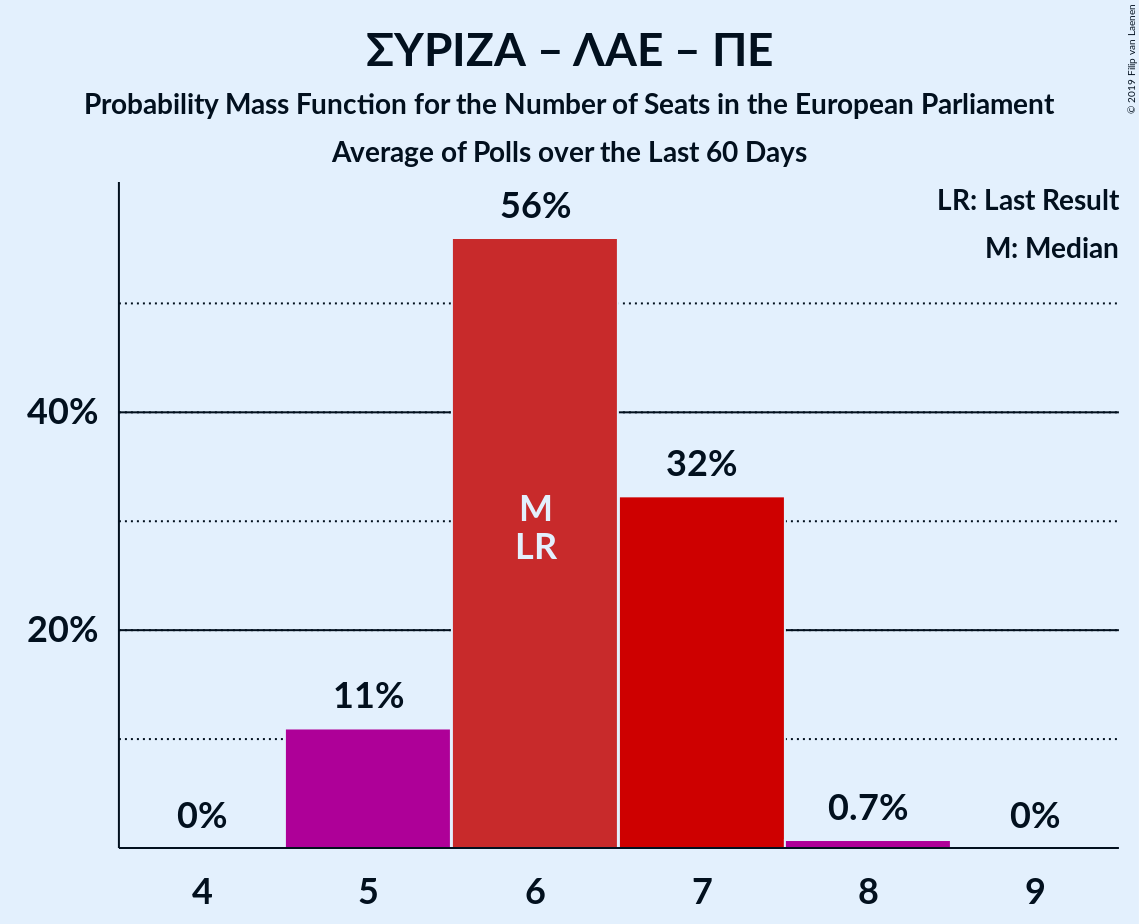 ΣΥΡΙΖΑ – ΛΑΕ – ΠΕ
Probability Mass Function for the Number of Seats in the European Parliament
Average of Polls over the Last 60 Days
© 2019 Filip van Laenen
LR: Last Result
M: Median
56%
40%
32%
M
LR
20%
11%
0%
0.7%
0%
4 5 6 7 8 9